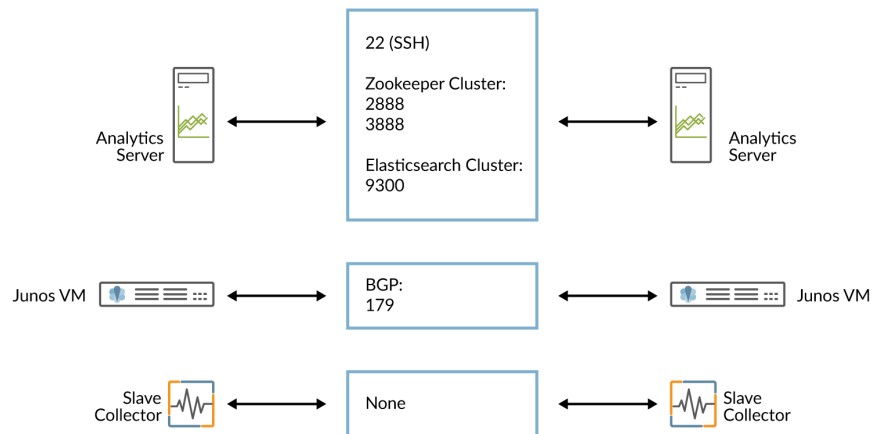 22 (SSH)
Zookeeper Cluster:
2888
3888
Elasticsearch Cluster:
9300
Analytics
Server
Analytics
Server
Junos VM
BGP:
179
Junos VM
Slave
Collector
None
Slave
Collector